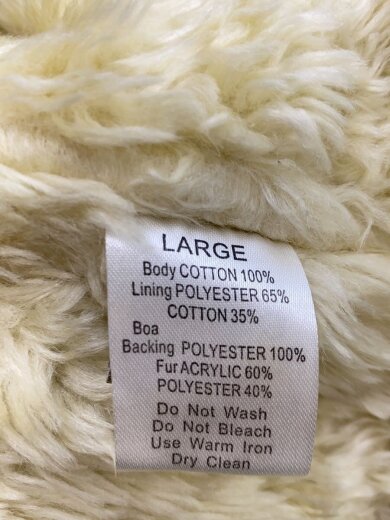 LARGE
Body COTTON 100%
Lining POLYESTER 65%
COTTON 35%
Boa
Backing POLYESTER 100%
Fur ACRYLIC 60%
POLYESTER 40%
Do Not Wash
Do Not Bleach
Use Warm Iron
Dry Clean